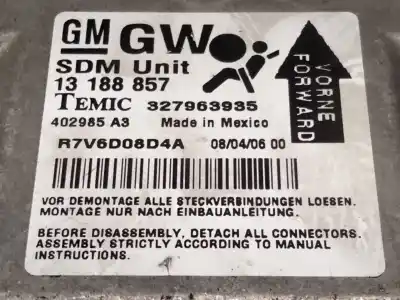 GM GW
SDM Unit
13 188 857
TEMIC 327963935
402985 A3 Made in Mexico
VORNE
FORWARD
R7V6D08D4A 08/04/06 00
VOR DEMONTAGE ALLE STECKVERBINDUNGEN LOESEN.
MONTAGE NUR NACH EINBAUANLEITUNG.
BEFORE DISASSEMBLY, DETACH ALL CONNECTORS.
ASSEMBLY STRICTLY ACCORDING TO MANUAL
INSTRUCTIONS.